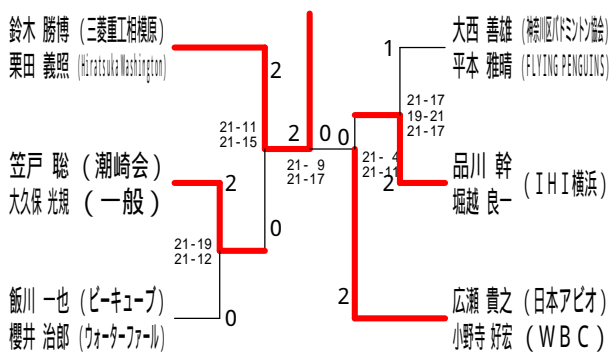 鈴木 勝博 (三菱重工相模原)
栗田 義照 (Hiratsuka Washington)
2
21-11
21-15
2
笠戸 聡 (潮崎会)
大久保 光規 (一般)
2
0
21-19
21-12
飯川 一也 (ビーキューブ)
櫻井 治郎 (ウォーターファール)
0
0
21- 9
21-17
0
大西 善雄 (神奈川区バドミントン協会)
平本 雅晴 (FLYING PENGUINS)
1
21-17
19-21
21-17
品川 幹
堀越 良一
(IHI横浜)
2
21- 4
21-11
2
広瀬 貴之 (日本アビオ)
小野寺 好宏 (WBC)